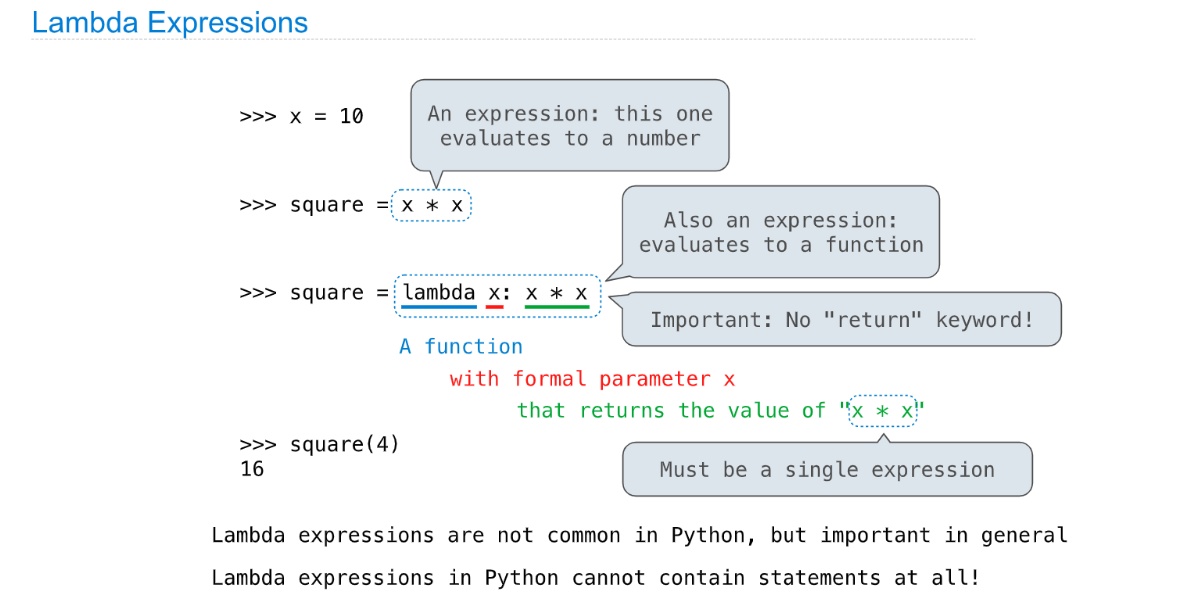 Lambda Expressions
>>> x = 10
An expression: this one
evaluates to a number
>>> square = x * x
Also an expression:
evaluates to a function
>>> square = lambda x: x * x
Important: No "return" keyword!
A function
with formal parameter x
that returns the value of "x * x"
>>> square(4)
16
Must be a single expression
Lambda expressions are not common in Python, but important in general
Lambda expressions in Python cannot contain statements at all!